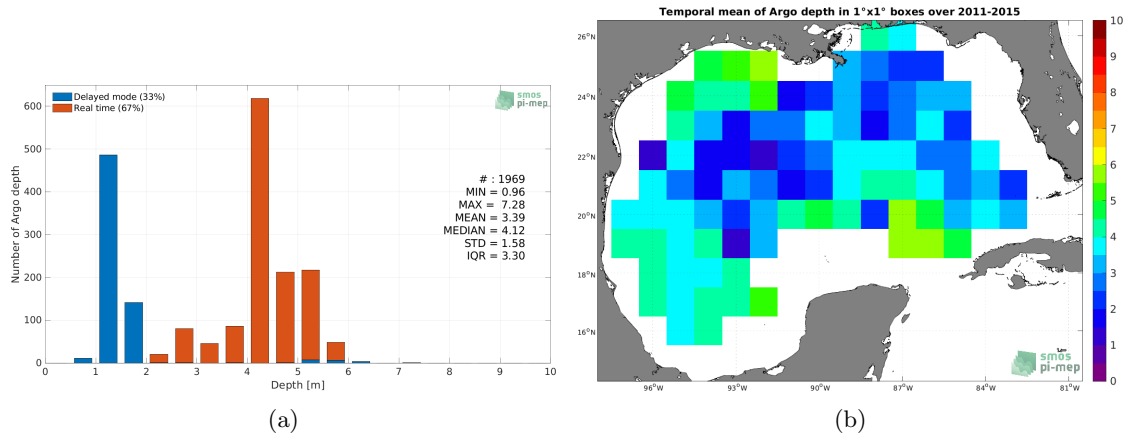 Temporal mean of Argo depth in 1°x1° boxes over 2011-2015
Delayed mode (33%)
Real time (67%)
smos
pi-mep
# : 1969
MIN = 0.96
MAX = 7.28
MEAN = 3.39
MEDIAN = 4.12
STD = 1.58
IQR = 3.30
Number of Argo depth
600
500
400
300
200
100
0
0 1 2 3 4 5 6 7 8 9 10
Depth [m]
(a)
26°N
24°N
22°N
20°N
18°N
16°N
96°W 93°W 90°W 87°W 84°W 81°W
10
9
8
7
6
5
4
3
2
1
0
smos
pi-mep
(b)